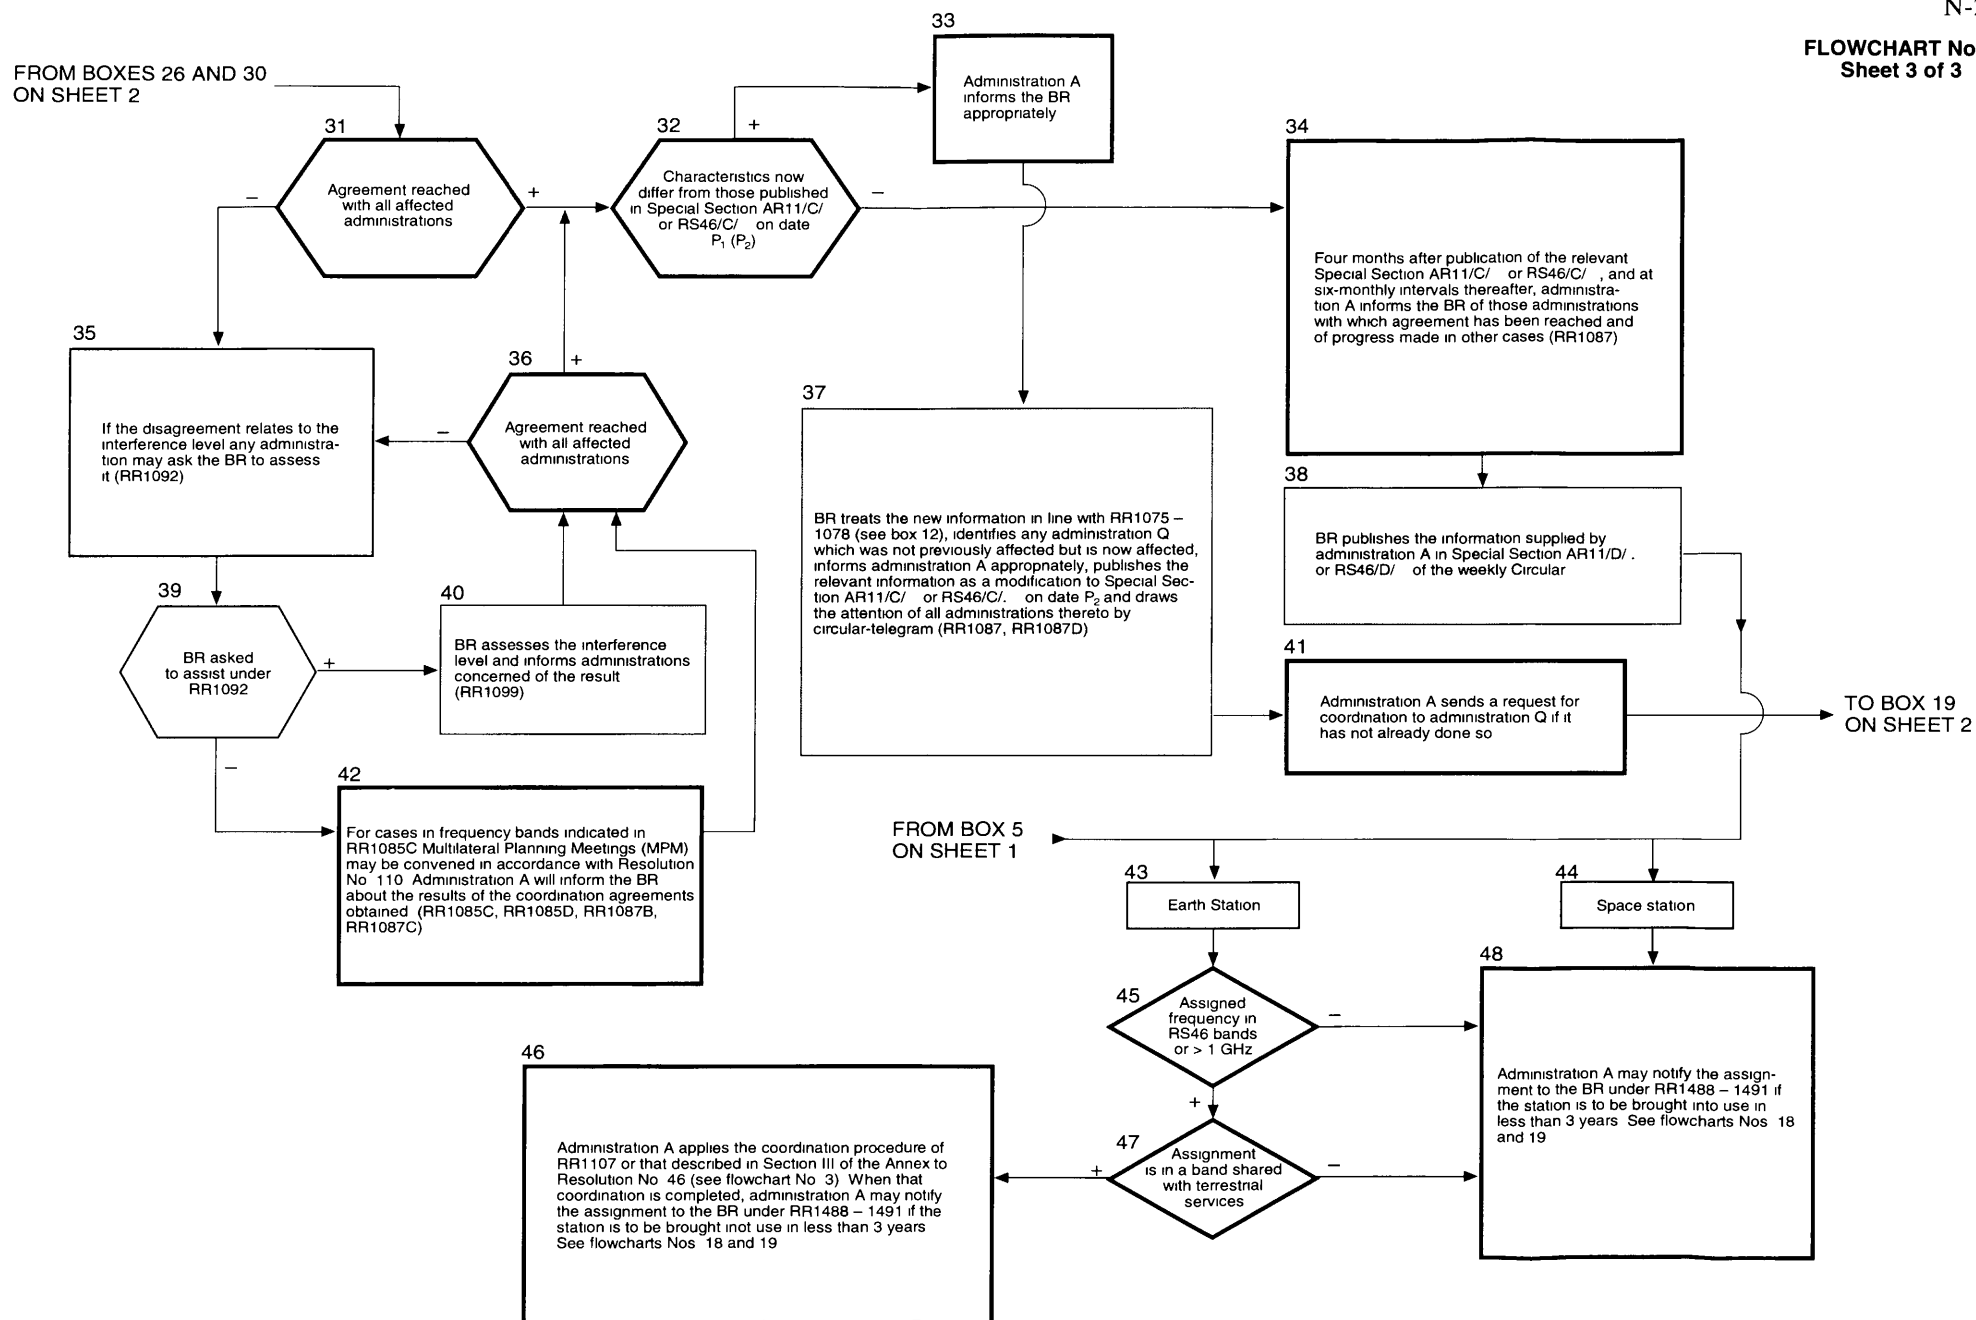 N-
FLOWCHART No
Sheet 3 of 3
FROM BOXES 26 AND 30
ON SHEET 2
31
Agreement reached
with all affected
administrations
–
+
32
Characteristics now
differ from those published
in Special Section AR11/C/
or RS46/C/ on date
P₁ (P₂)
+
–
33
Administration A
informs the BR
appropriately
34
Four months after publication of the relevant
Special Section AR11/C/ or RS46/C/ , and at
six-monthly intervals thereafter, administra-
tion A informs the BR of those administrations
with which agreement has been reached and
of progress made in other cases (RR1087)
35
If the disagreement relates to the
interference level any administra-
tion may ask the BR to assess
it (RR1092)
36
+
Agreement reached
with all affected
administrations
–
37
BR treats the new information in line with RR1075 –
1078 (see box 12), identifies any administration Q
which was not previously affected but is now affected,
informs administration A appropriately, publishes the
relevant information as a modification to Special Sec-
tion AR11/C/ or RS46/C/. on date P₂ and draws
the attention of all administrations thereto by
circular-telegram (RR1087, RR1087D)
38
BR publishes the information supplied by
administration A in Special Section AR11/D/ .
or RS46/D/ of the weekly Circular
39
BR asked
to assist under
RR1092
+
–
40
BR assesses the interference
level and informs administrations
concerned of the result
(RR1099)
41
Administration A sends a request for
coordination to administration Q if it
has not already done so
TO BOX 19
ON SHEET 2
42
For cases in frequency bands indicated in
RR1085C Multilateral Planning Meetings (MPM)
may be convened in accordance with Resolution
No 110 Administration A will inform the BR
about the results of the coordination agreements
obtained (RR1085C, RR1085D, RR1087B,
RR1087C)
FROM BOX 5
ON SHEET 1
43
Earth Station
44
Space station
45
Assigned
frequency in
RS46 bands
or > 1 GHz
–
+
46
Administration A applies the coordination procedure of
RR1107 or that described in Section III of the Annex to
Resolution No 46 (see flowchart No 3) When that
coordination is completed, administration A may notify
the assignment to the BR under RR1488 – 1491 if the
station is to be brought inot use in less than 3 years
See flowcharts Nos 18 and 19
47
Assignment
is in a band shared
with terrestrial
services
+
–
48
Administration A may notify the assign-
ment to the BR under RR1488 – 1491 if
the station is to be brought into use in
less than 3 years See flowcharts Nos 18
and 19